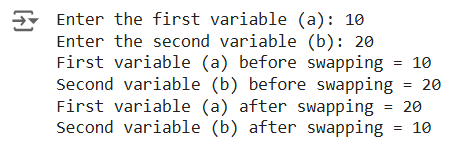 Enter the first variable (a): 10
Enter the second variable (b): 20
First variable (a) before swapping = 10
Second variable (b) before swapping = 20
First variable (a) after swapping = 20
Second variable (b) after swapping = 10